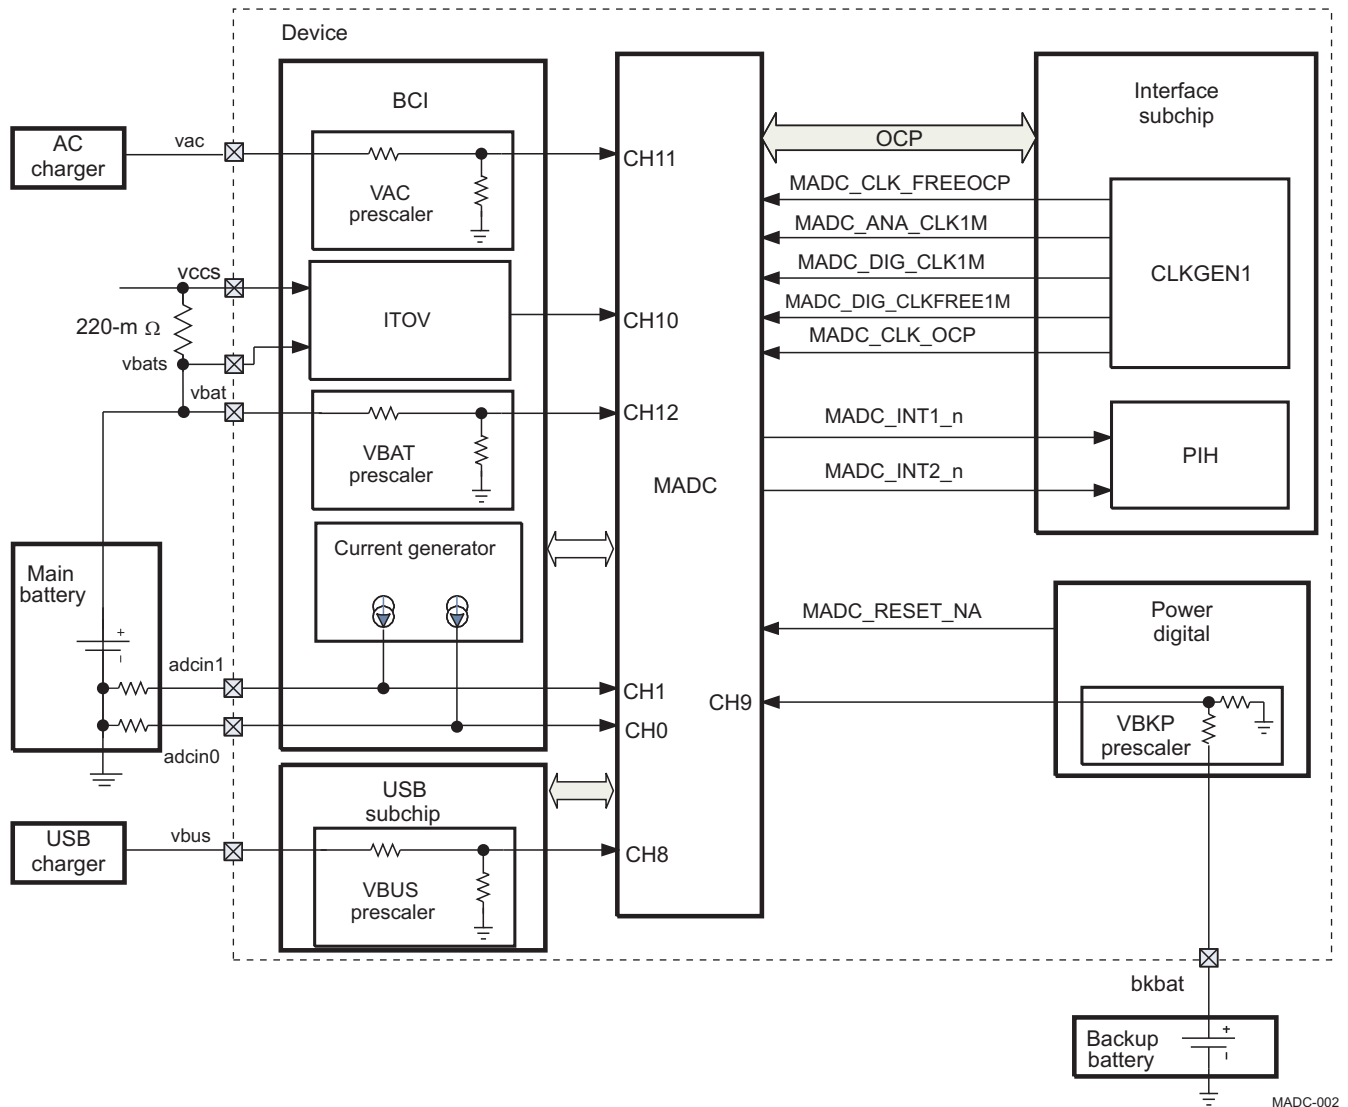 Device
BCI
AC
charger
vac
VAC
prescaler
CH11
vccs
220-m Ω
vbats
ITOV
CH10
vbat
VBAT
prescaler
CH12
MADC
Current generator
Main
battery
+
-
adcin1
adcin0
CH1
CH0
USB
subchip
USB
charger
vbus
VBUS
prescaler
CH8
OCP
Interface
subchip
MADC_CLK_FREEOCP
MADC_ANA_CLK1M
MADC_DIG_CLK1M
MADC_DIG_CLKFREE1M
MADC_CLK_OCP
CLKGEN1
MADC_INT1_n
MADC_INT2_n
PIH
MADC_RESET_NA
Power
digital
CH9
VBKP
prescaler
bkbat
Backup
battery
+
-
MADC-002